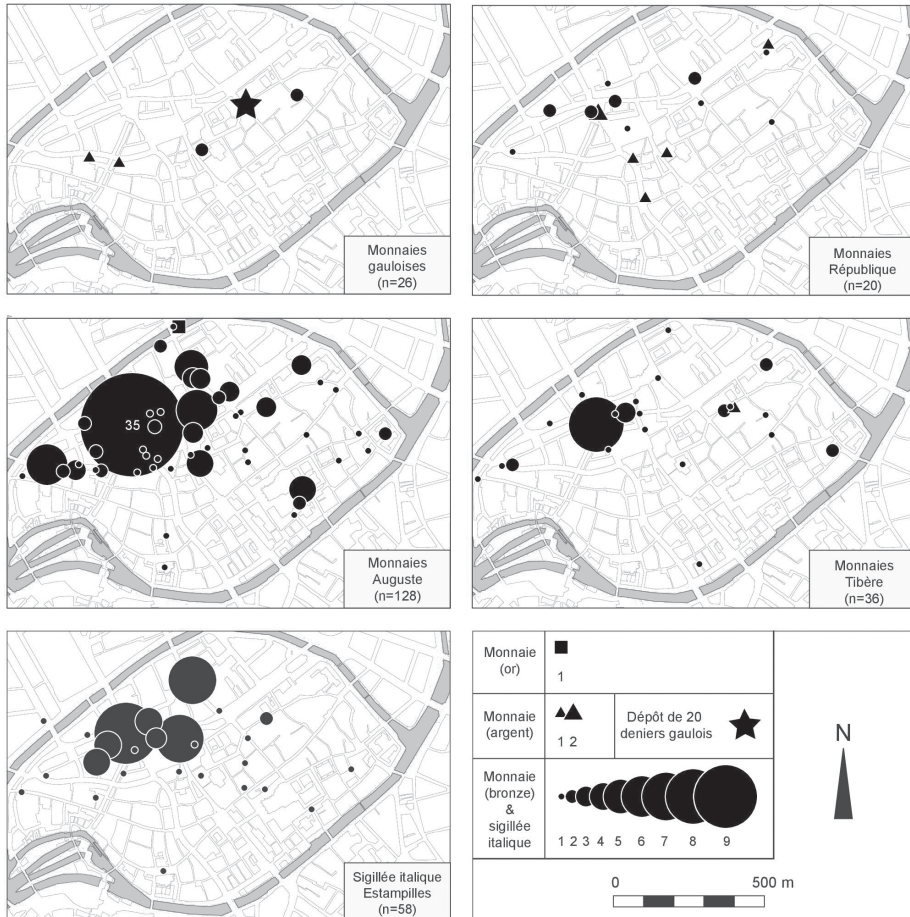 Monnaies
gauloises
(n=26)
Monnaies
République
(n=20)
35
Monnaies
Auguste
(n=128)
Monnaies
Tibère
(n=36)
Sigillée italique
Estampilles
(n=58)
Monnaie
(or)
1
Monnaie
(argent)
1 2
Dépôt de 20
deniers gaulois
Monnaie
(bronze)
&
sigillée
italique
1 2 3 4 5 6 7 8 9
N
0 500 m